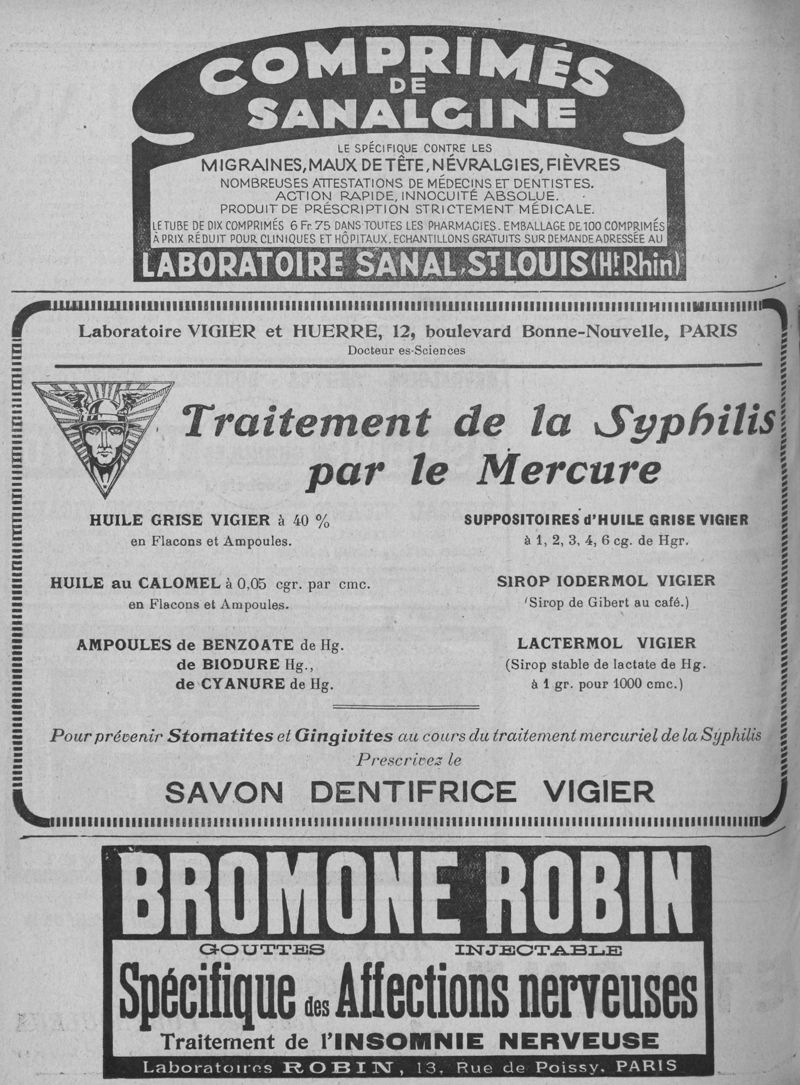 COMPRIMÉS
DE
SANALGINE
LE SPÉCIFIQUE CONTRE LES
MIGRAINES, MAUX DE TÊTE, NÉVRALGIES, FIÈVRES
NOMBREUSES ATTESTATIONS DE MÉDECINS ET DENTISTES.
ACTION RAPIDE, INNOCUITÉ ABSOLUE.
PRODUIT DE PRÉSCRIPTION STRICTEMENT MÉDICALE.
LE TUBE DE DIX COMPRIMÉS 6 Fr. 75 DANS TOUTES LES PHARMACIES. EMBALLAGE DE 100 COMPRIMÉS
À PRIX RÉDUIT POUR CLINIQUES ET HÔPITAUX. ECHANTILLONS GRATUITS SUR DEMANDE ADRESSÉE AU
LABORATOIRE SANAL, ST. LOUIS (Ht. Rhin)
Laboratoire VIGIER et HUERRE, 12, boulevard Bonne-Nouvelle, PARIS
Docteur es-Sciences
Traitement de la Syphilis
par le Mercure
HUILE GRISE VIGIER à 40 %
en Flacons et Ampoules.
SUPPOSITOIRES d'HUILE GRISE VIGIER
à 1, 2, 3, 4, 6 cg. de Hgr.
HUILE au CALOMEL à 0,05 cgr. par cmc.
en Flacons et Ampoules.
SIROP IODERMOL VIGIER
'Sirop de Gibert au café.)
AMPOULES de BENZOATE de Hg.
de BIODURE Hg.,
de CYANURE de Hg.
LACTERMOL VIGIER
(Sirop stable de lactate de Hg.
à 1 gr. pour 1000 cmc.)
Pour prévenir Stomatites et Gingivites au cours du traitement mercuriel de la Syphilis
Prescrivez le
SAVON DENTIFRICE VIGIER
BROMONE ROBIN
GOUTTES INJECTABLE
Spécifique des Affections nerveuses
Traitement de l'INSOMNIE NERVEUSE
Laboratoires ROBIN, 13, Rue de Poissy, PARIS